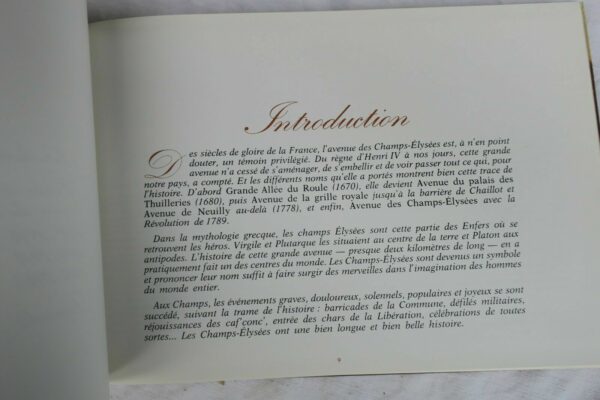 Introduction
Des siècles de gloire de la France, l'avenue des Champs-Élysées est, à n'en point
douter, un témoin privilégié. Du règne d'Henri IV à nos jours, cette grande
avenue n'a cessé de s'aménager, de s'embellir et de voir passer tout ce qui, pour
notre pays, a compté. Et les différents noms qu'elle a portés montrent bien cette trace de
l'histoire. D'abord Grande Allée du Roule (1670), elle devient Avenue du palais des
Thuilleries (1680), puis Avenue de la grille royale jusqu'à la barrière de Chaillot et
Avenue de Neuilly au-delà (1778), et enfin, Avenue des Champs-Élysées avec la
Révolution de 1789.
Dans la mythologie grecque, les champs Élysées sont cette partie des Enfers où se
retrouvent les héros. Virgile et Plutarque les situaient au centre de la terre et Platon aux
antipodes. L'histoire de cette grande avenue — presque deux kilomètres de long — en a
pratiquement fait un des centres du monde. Les Champs-Élysées sont devenus un symbole
et prononcer leur nom suffit à faire surgir des merveilles dans l'imagination des hommes
du monde entier.
Aux Champs, les événements graves, douloureux, solennels, populaires et joyeux se sont
succédé, suivant la trame de l'histoire : barricades de la Commune, défilés militaires,
réjouissances des caf'conc', entrée des chars de la Libération, célébrations de toutes
sortes... Les Champs-Élysées ont une bien longue et bien belle histoire.